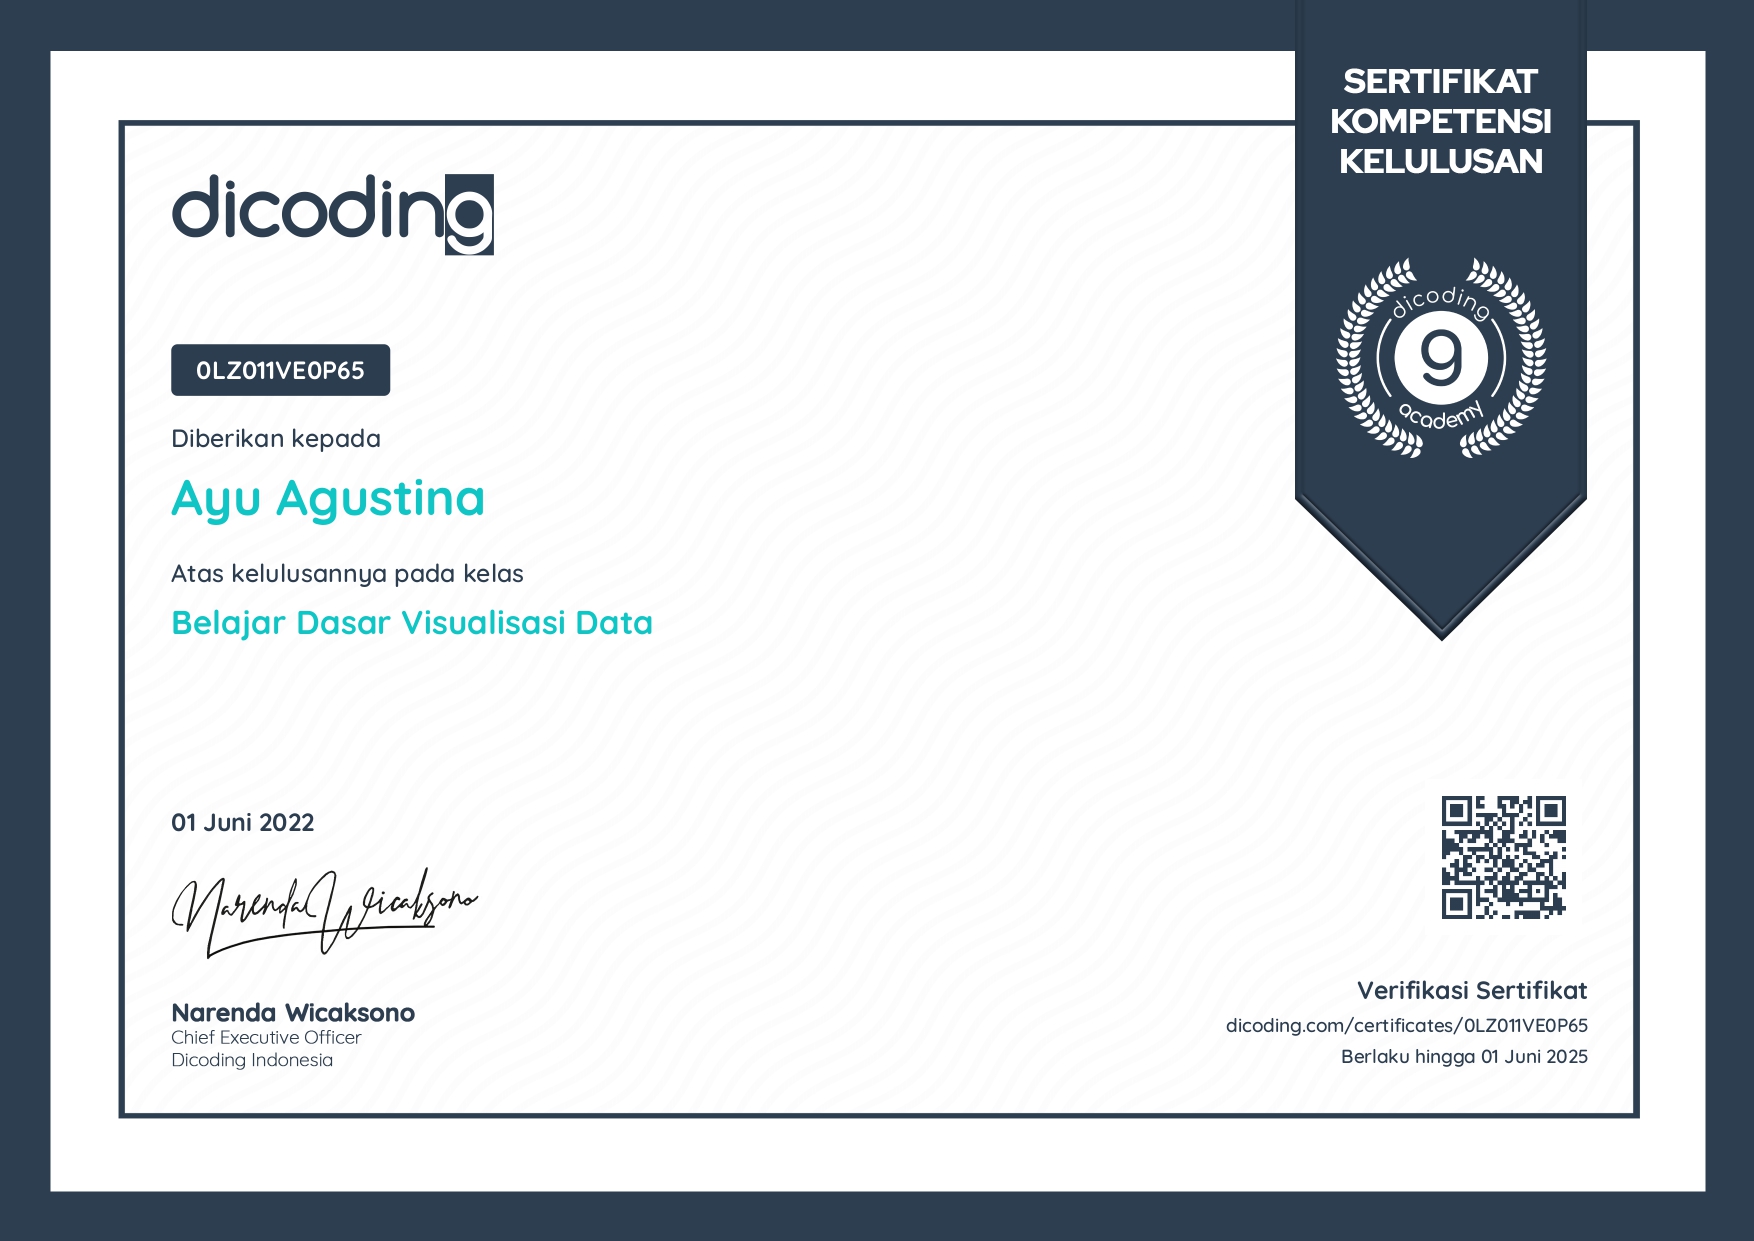 SERTIFIKAT
KOMPETENSI
KELULUSAN
dicoding
dicoding
g
academy
0LZ011VE0P65
Diberikan kepada
Ayu Agustina
Atas kelulusannya pada kelas
Belajar Dasar Visualisasi Data
01 Juni 2022
Narenda Wicaksono
Narenda Wicaksono
Chief Executive Officer
Dicoding Indonesia
Verifikasi Sertifikat
dicoding.com/certificates/0LZ011VE0P65
Berlaku hingga 01 Juni 2025